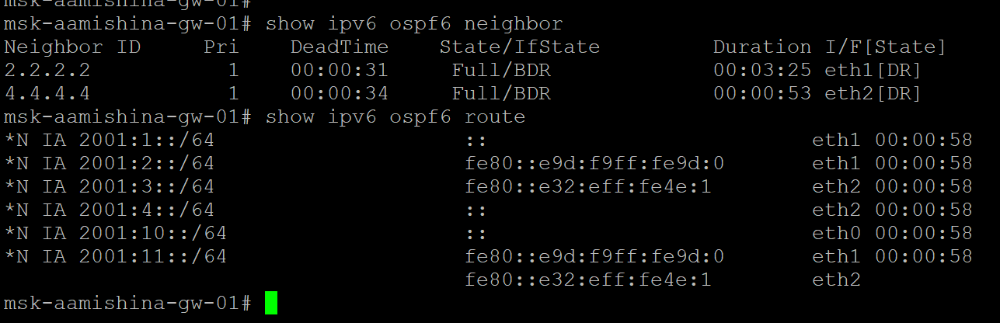 msk-aamishina-gw-01#
msk-aamishina-gw-01# show ipv6 ospf6 neighbor
Neighbor ID     Pri    DeadTime    State/IfState         Duration I/F[State]
2.2.2.2           1    00:00:31     Full/BDR             00:03:25 eth1[DR]
4.4.4.4           1    00:00:34     Full/BDR             00:00:53 eth2[DR]
msk-aamishina-gw-01# show ipv6 ospf6 route
*N IA 2001:1::/64                    ::                          eth1 00:00:58
*N IA 2001:2::/64                    fe80::e9d:f9ff:fe9d:0       eth1 00:00:58
*N IA 2001:3::/64                    fe80::e32:eff:fe4e:1        eth2 00:00:58
*N IA 2001:4::/64                    ::                          eth2 00:00:58
*N IA 2001:10::/64                   ::                          eth0 00:00:58
*N IA 2001:11::/64                   fe80::e9d:f9ff:fe9d:0       eth1 00:00:58
                                     fe80::e32:eff:fe4e:1        eth2
msk-aamishina-gw-01#